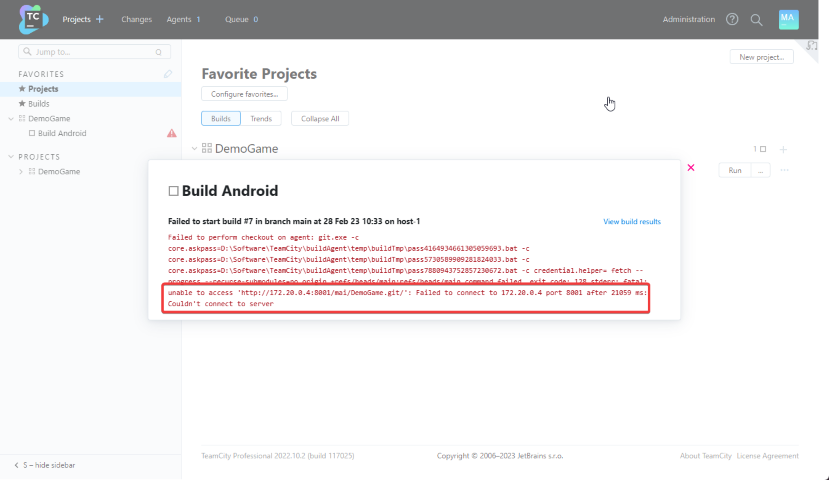 TC
Projects +
Changes
Agents 1
Queue 0
Administration
?
MA
Jump to...
Q
New project...
FAVORITES
Projects
Builds
DemoGame
Build Android
PROJECTS
DemoGame
Favorite Projects
Configure favorites...
Builds
Trends
Collapse All
DemoGame
1
Run
...
Build Android
Failed to start build #7 in branch main at 28 Feb 23 10:33 on host-1
View build results
Failed to perform checkout on agent: git.exe -c
core.askpass=D:\Software\TeamCity\buildAgent\temp\buildTmp\pass4164934661305059693.bat -c
core.askpass=D:\Software\TeamCity\buildAgent\temp\buildTmp\pass5730589909281824033.bat -c
core.askpass=D:\Software\TeamCity\buildAgent\temp\buildTmp\pass7880943752857230672.bat -c credential.helper= fetch --
progress --recurse-submodules=no origin +refs/heads/main:refs/heads/main command failed. exit code: 128 stderr: fatal:
unable to access 'http://172.20.0.4:8001/mai/DemoGame.git/': Failed to connect to 172.20.0.4 port 8001 after 21059 ms:
Couldn't connect to server
TeamCity Professional 2022.10.2 (build 117025)
Copyright © 2006–2023 JetBrains s.r.o.
About TeamCity
License Agreement
S – hide sidebar